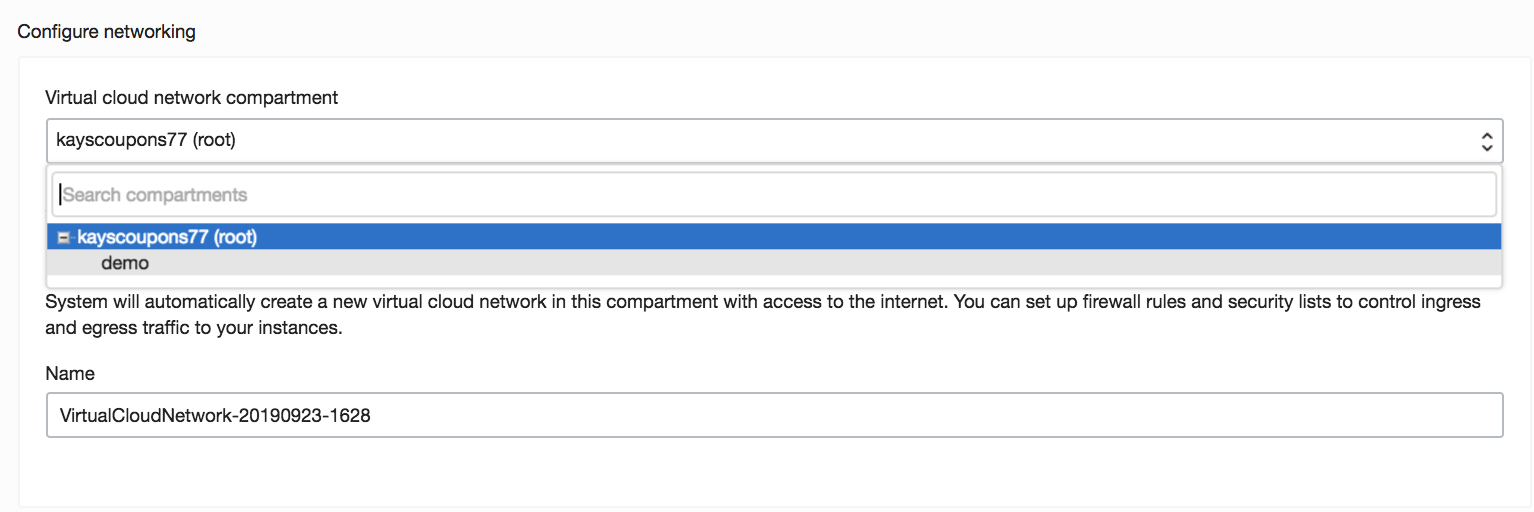 Configure networking
Virtual cloud network compartment
kayscoupons77 (root)
Search compartments
kayscoupons77 (root)
demo
System will automatically create a new virtual cloud network in this compartment with access to the internet. You can set up firewall rules and security lists to control ingress
and egress traffic to your instances.
Name
VirtualCloudNetwork-20190923-1628